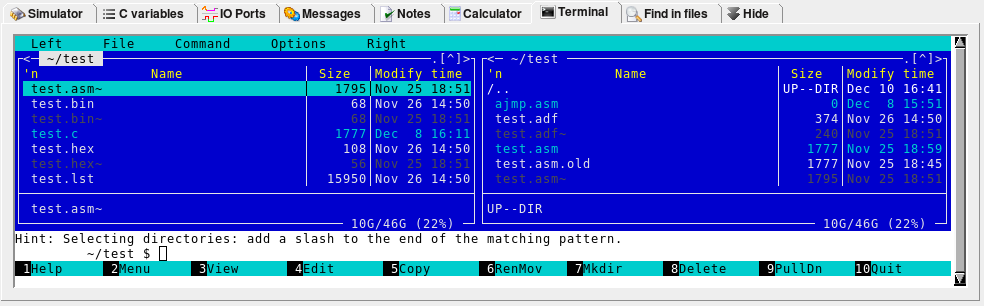 Simulator C variables IO Ports Messages Notes Calculator Terminal Find in files Hide
Left File Command Options Right
<─ ~/test .[^]> <─ ~/test .[^]>
'n Name Size Modify time 'n Name Size Modify time
test.asm~ 1795 Nov 25 18:51 /.. UP--DIR Dec 10 16:41
test.bin 68 Nov 26 14:50 ajmp.asm 0 Dec 8 15:51
test.bin~ 68 Nov 25 18:51 test.adf 374 Nov 26 14:50
test.c 1777 Dec 8 16:11 test.adf~ 240 Nov 25 18:51
test.hex 108 Nov 26 14:50 test.asm 1777 Nov 25 18:59
test.hex~ 56 Nov 25 18:51 test.asm.old 1777 Nov 25 18:45
test.lst 15950 Nov 26 14:50 test.asm~ 1795 Nov 25 18:51
test.asm~ UP--DIR
10G/46G (22%) 10G/46G (22%)
Hint: Selecting directories: add a slash to the end of the matching pattern.
~/test $
1Help 2Menu 3View 4Edit 5Copy 6RenMov 7Mkdir 8Delete 9PullDn 10Quit